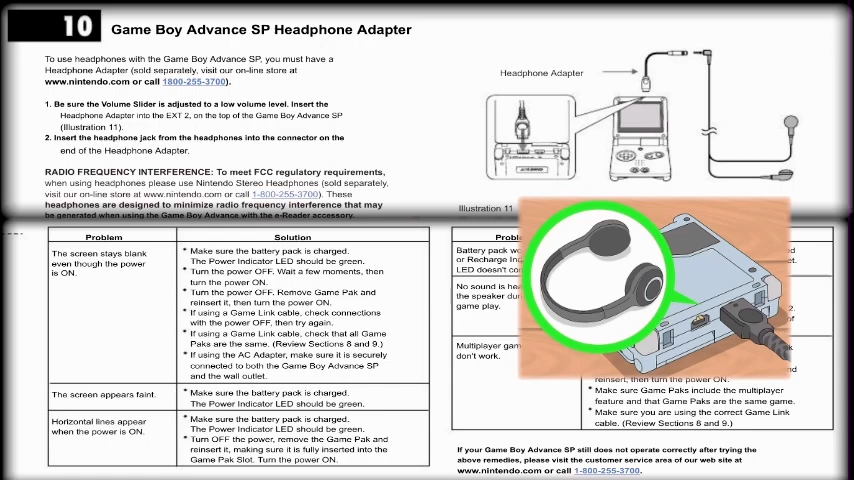 10
Game Boy Advance SP Headphone Adapter
To use headphones with the Game Boy Advance SP, you must have a
Headphone Adapter (sold separately, visit our on-line store at
www.nintendo.com or call 1800-255-3700).
1. Be sure the Volume Slider is adjusted to a low volume level. Insert the
Headphone Adapter into the EXT 2, on the top of the Game Boy Advance SP
(Illustration 11).
2. Insert the headphone jack from the headphones into the connector on the
end of the Headphone Adapter.
RADIO FREQUENCY INTERFERENCE: To meet FCC regulatory requirements,
when using headphones please use Nintendo Stereo Headphones (sold separately,
visit our on-line store at www.nintendo.com or call 1-800-255-3700). These
headphones are designed to minimize radio frequency interference that may
be generated when using the Game Boy Advance with the e-Reader accessory.
Headphone Adapter
Illustration 11
Problem
Solution
The screen stays blank
even though the power
is ON.
* Make sure the battery pack is charged.
The Power Indicator LED should be green.
* Turn the power OFF. Wait a few moments, then
turn the power ON.
* Turn the power OFF. Remove Game Pak and
reinsert it, then turn the power ON.
* If using a Game Link cable, check connections
with the power OFF, then try again.
* If using a Game Link cable, check that all Game
Paks are the same. (Review Sections 8 and 9.)
* If using the AC Adapter, make sure it is securely
connected to both the Game Boy Advance SP
and the wall outlet.
The screen appears faint.
* Make sure the battery pack is charged.
The Power Indicator LED should be green.
Horizontal lines appear
when the power is ON.
* Make sure the battery pack is charged.
The Power Indicator LED should be green.
* Turn OFF the power, remove the Game Pak and
reinsert it, making sure it is fully inserted into the
Game Pak Slot. Turn the power ON.
Battery pack
or Recharge
LED doesn't
No sound is
the speaker
game play.
Multiplayer
don't work.
2.
of
reinsert it, then turn the power ON.
* Make sure Game Paks include the multiplayer
feature and that Game Paks are the same game.
* Make sure you are using the correct Game Link
cable. (Review Sections 8 and 9.)
If your Game Boy Advance SP still does not operate correctly after trying the
above remedies, please visit the customer service area of our web site at
www.nintendo.com or call 1-800-255-3700.